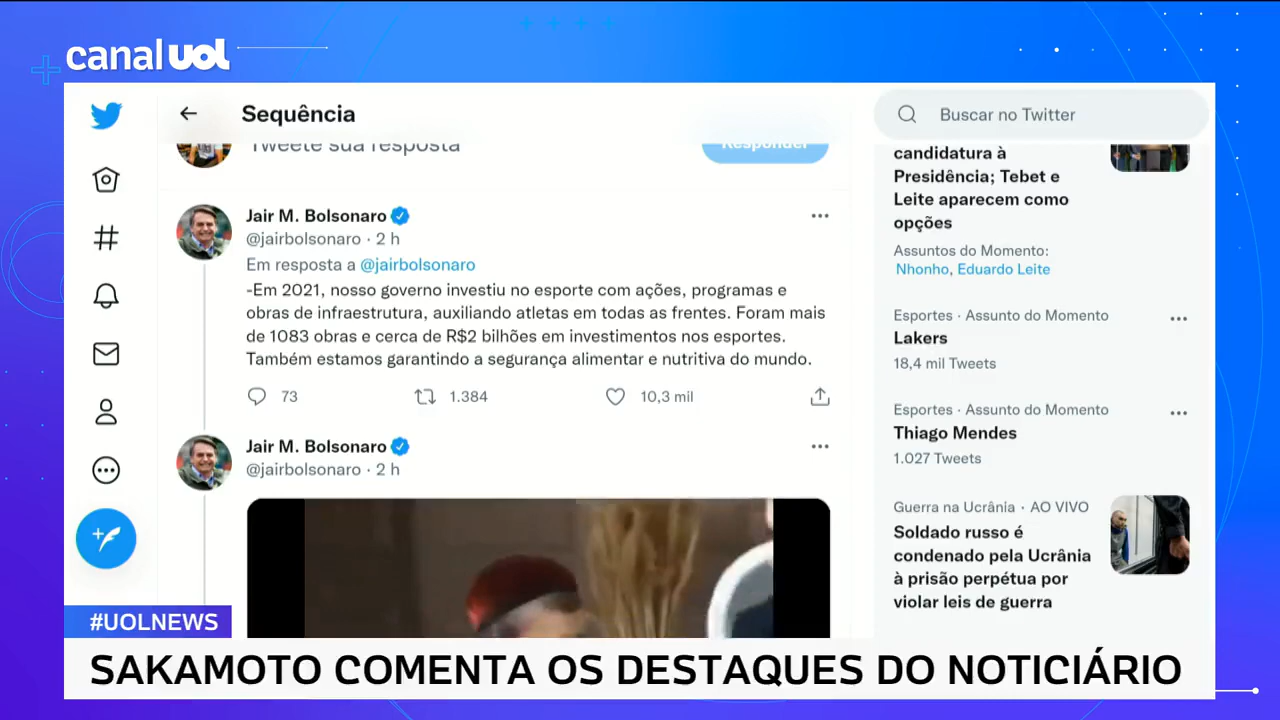 canal uol
Sequência
Tweete sua resposta
Responder
Jair M. Bolsonaro
@jairbolsonaro · 2 h
Em resposta a @jairbolsonaro
-Em 2021, nosso governo investiu no esporte com ações, programas e
obras de infraestrutura, auxiliando atletas em todas as frentes. Foram mais
de 1083 obras e cerca de R$2 bilhões em investimentos nos esportes.
Também estamos garantindo a segurança alimentar e nutritiva do mundo.
73 1.384 10,3 mil
Jair M. Bolsonaro
@jairbolsonaro · 2 h
Buscar no Twitter
candidatura à
Presidência; Tebet e
Leite aparecem como
opções
Assuntos do Momento:
Nhonho, Eduardo Leite
Esportes · Assunto do Momento
Lakers
18,4 mil Tweets
Esportes · Assunto do Momento
Thiago Mendes
1.027 Tweets
Guerra na Ucrânia · AO VIVO
Soldado russo é
condenado pela Ucrânia
à prisão perpétua por
violar leis de guerra
#UOLNEWS
SAKAMOTO COMENTA OS DESTAQUES DO NOTICIÁRIO